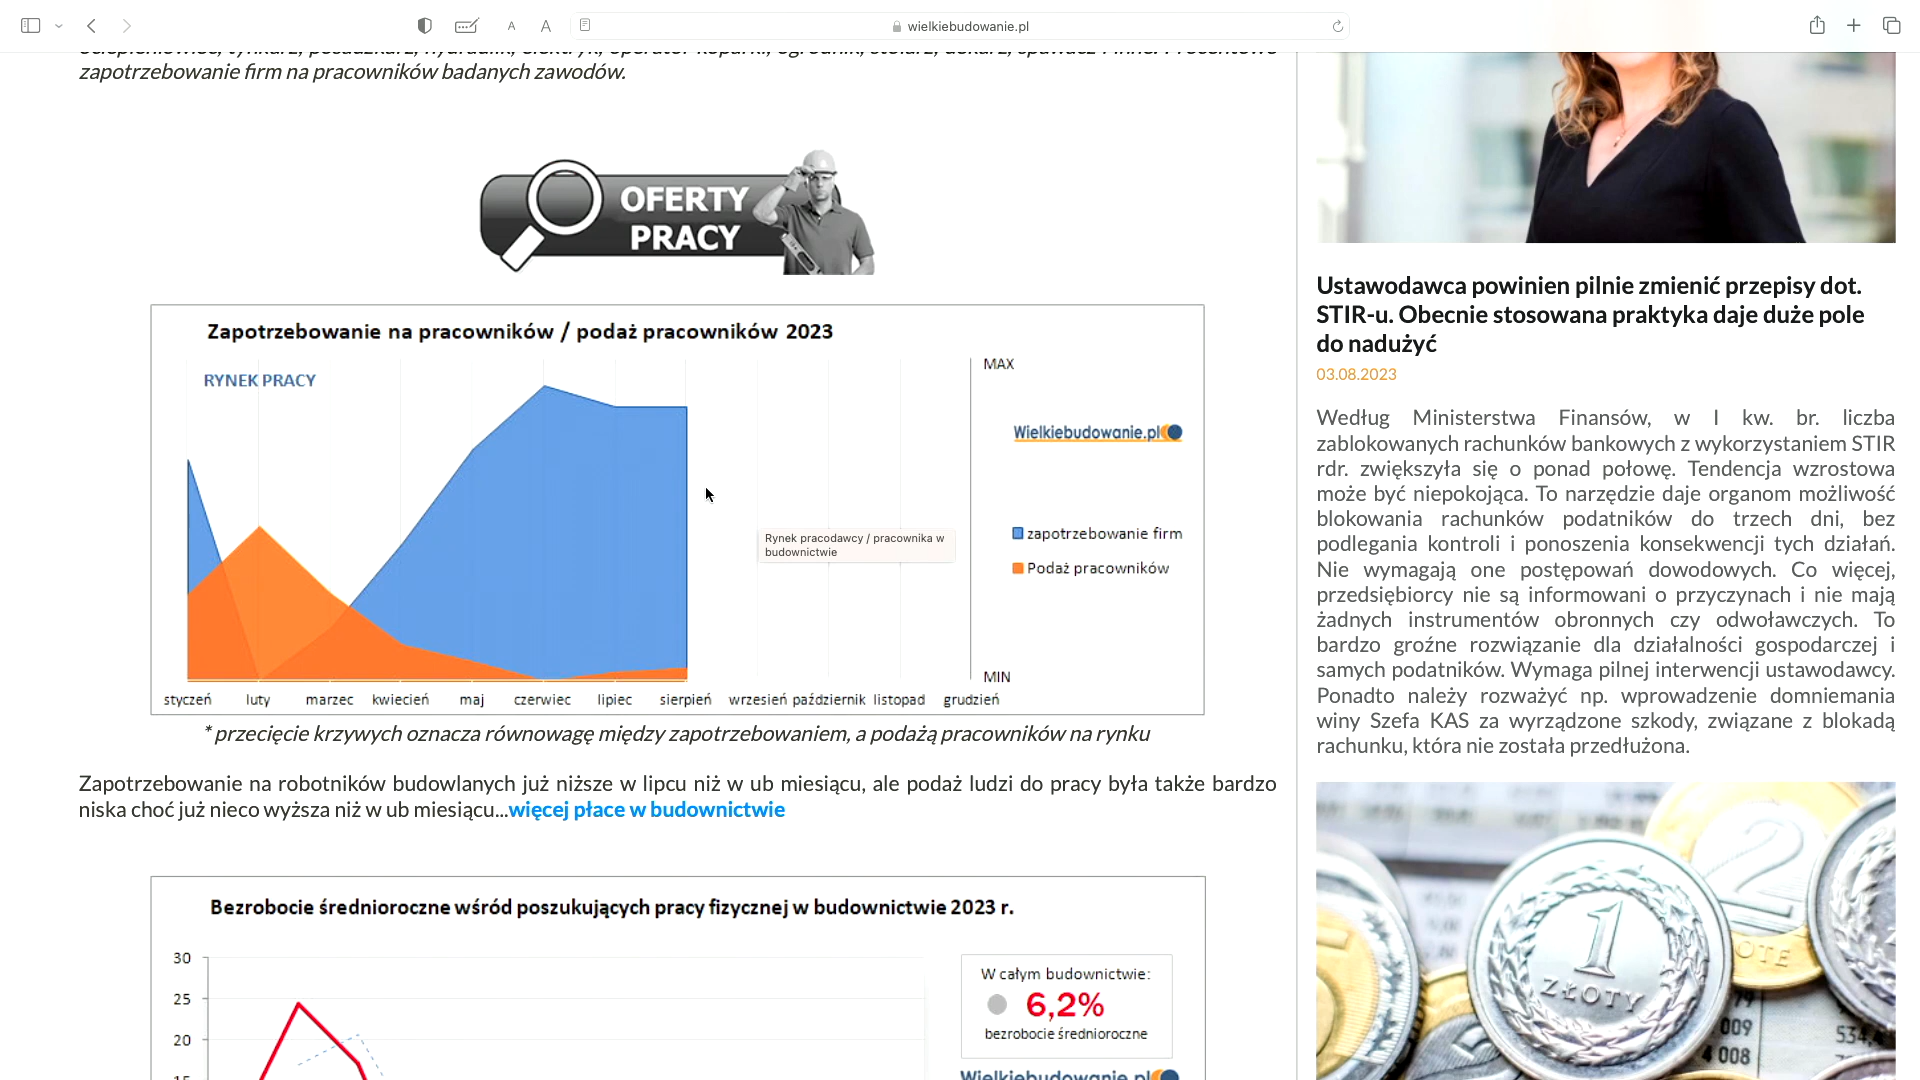 wielkiebudowanie.pl
A A
zapotrzebowanie firm na pracowników badanych zawodów.
OFERTY
PRACY
Zapotrzebowanie na pracowników / podaż pracowników 2023
RYNEK PRACY
MAX
Wielkiebudowanie.pl
Rynek pracodawcy / pracownika w
budownictwie
zapotrzebowanie firm
Podaż pracowników
MIN
styczeń luty marzec kwiecień maj czerwiec lipiec sierpień wrzesień październik listopad grudzień
* przecięcie krzywych oznacza równowagę między zapotrzebowaniem, a podażą pracowników na rynku
Zapotrzebowanie na robotników budowlanych już niższe w lipcu niż w ub miesiącu, ale podaż ludzi do pracy była także bardzo
niska choć już nieco wyższa niż w ub miesiącu...więcej płace w budownictwie
Bezrobocie średnioroczne wśród poszukujących pracy fizycznej w budownictwie 2023 r.
30
25
20
W całym budownictwie:
6,2%
bezrobocie średnioroczne
Wielkiebudowanie.pl
Ustawodawca powinien pilnie zmienić przepisy dot.
STIR-u. Obecnie stosowana praktyka daje duże pole
do nadużyć
03.08.2023
Według Ministerstwa Finansów, w I kw. br. liczba
zablokowanych rachunków bankowych z wykorzystaniem STIR
rdr. zwiększyła się o ponad połowę. Tendencja wzrostowa
może być niepokojąca. To narzędzie daje organom możliwość
blokowania rachunków podatników do trzech dni, bez
podlegania kontroli i ponoszenia konsekwencji tych działań.
Nie wymagają one postępowań dowodowych. Co więcej,
przedsiębiorcy nie są informowani o przyczynach i nie mają
żadnych instrumentów obronnych czy odwoławczych. To
bardzo groźne rozwiązanie dla działalności gospodarczej i
samych podatników. Wymaga pilnej interwencji ustawodawcy.
Ponadto należy rozważyć np. wprowadzenie domniemania
winy Szefa KAS za wyrządzone szkody, związane z blokadą
rachunku, która nie została przedłużona.
1
ZŁOTY
2
009
4 008